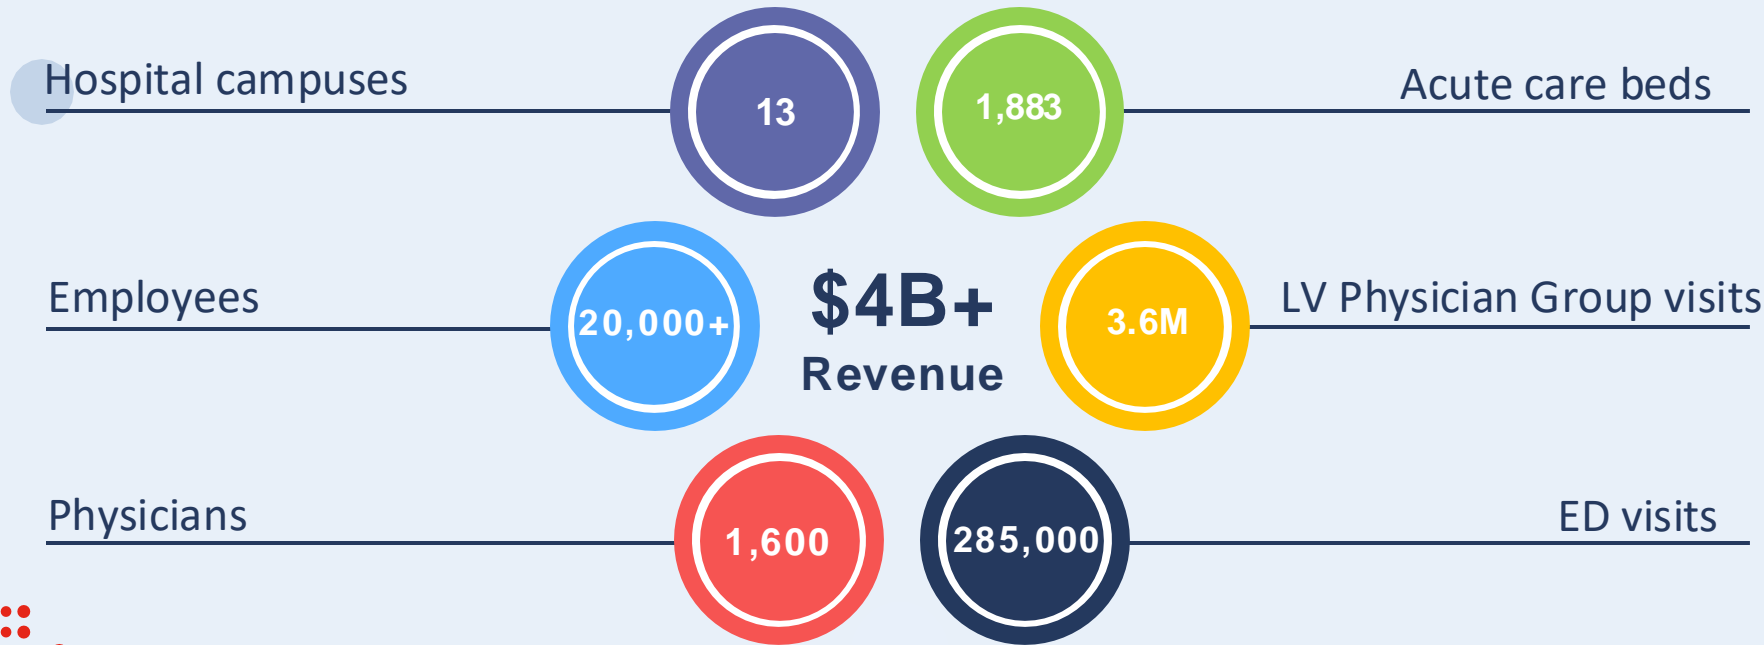 Hospital campuses
13
1,883
Acute care beds
Employees
20,000+
$4B+
Revenue
3.6M
LV Physician Group visits
Physicians
1,600
285,000
ED visits